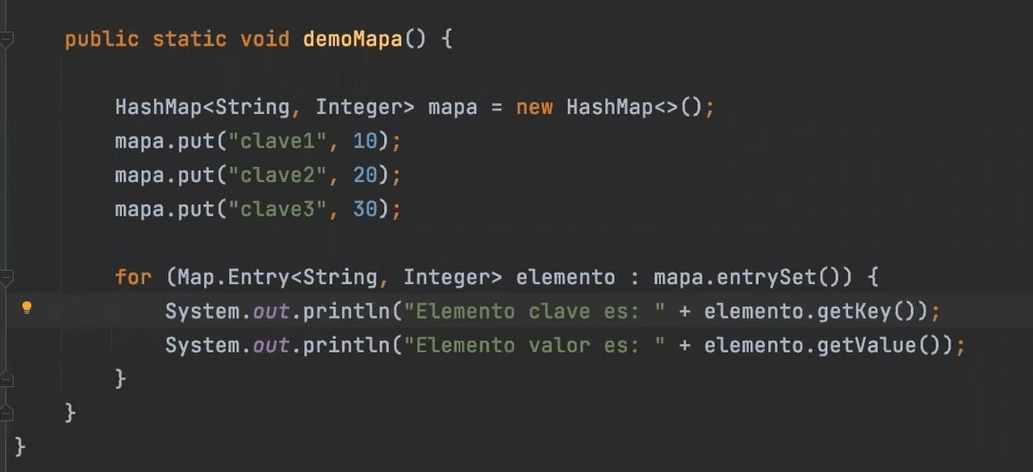 public static void demoMapa() {
HashMap<String, Integer> mapa = new HashMap<>();
mapa.put("clave1", 10);
mapa.put("clave2", 20);
mapa.put("clave3", 30);
for (Map.Entry<String, Integer> elemento : mapa.entrySet()) {
System.out.println("Elemento clave es: " + elemento.getKey());
System.out.println("Elemento valor es: " + elemento.getValue());
}
}
}